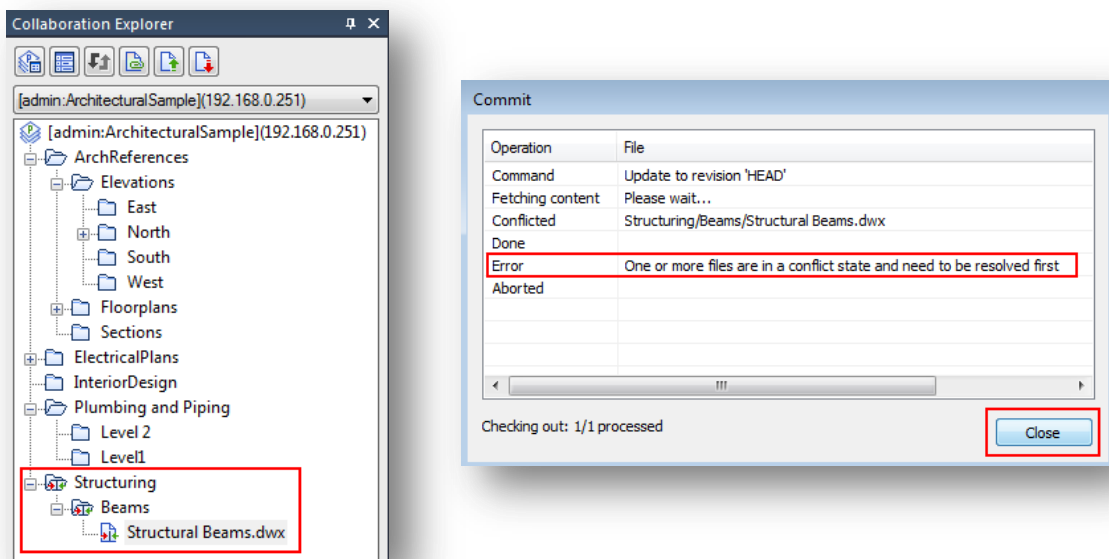 Collaboration Explorer
[admin:ArchitecturalSample](192.168.0.251)
[admin:ArchitecturalSample](192.168.0.251)
ArchReferences
Elevations
East
North
South
West
Floorplans
Sections
ElectricalPlans
InteriorDesign
Plumbing and Piping
Level 2
Level1
Structuring
Beams
Structural Beams.dwx
Commit
Operation File
Command Update to revision 'HEAD'
Fetching content Please wait...
Conflicted Structuring/Beams/Structural Beams.dwx
Done
Error One or more files are in a conflict state and need to be resolved first
Aborted
Checking out: 1/1 processed
Close